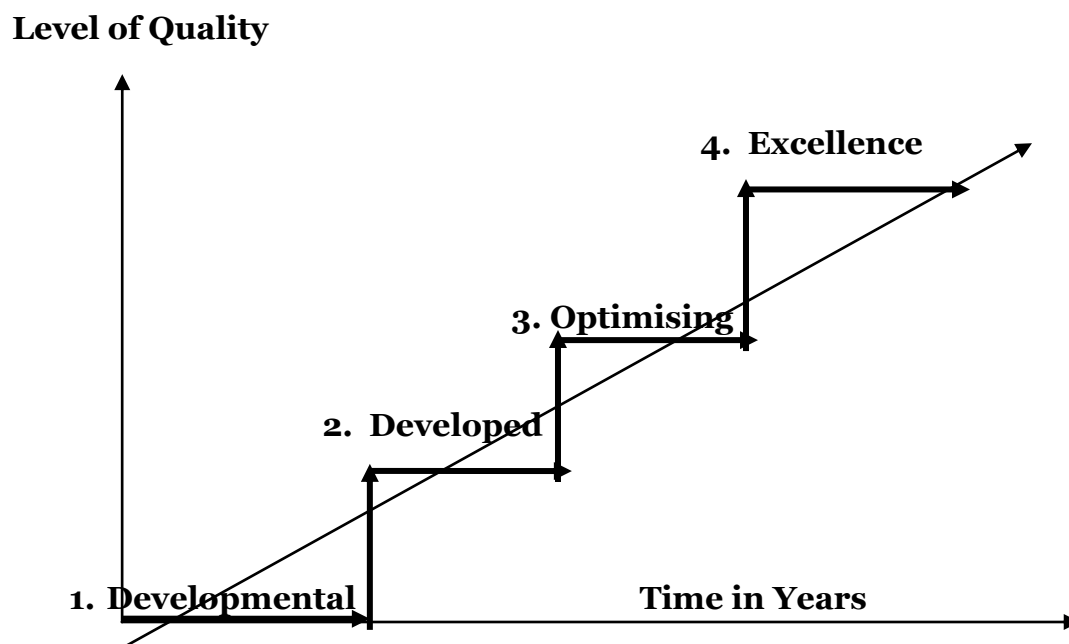 Level of Quality
4. Excellence
3. Optimising
2. Developed
1. Developmental
Time in Years